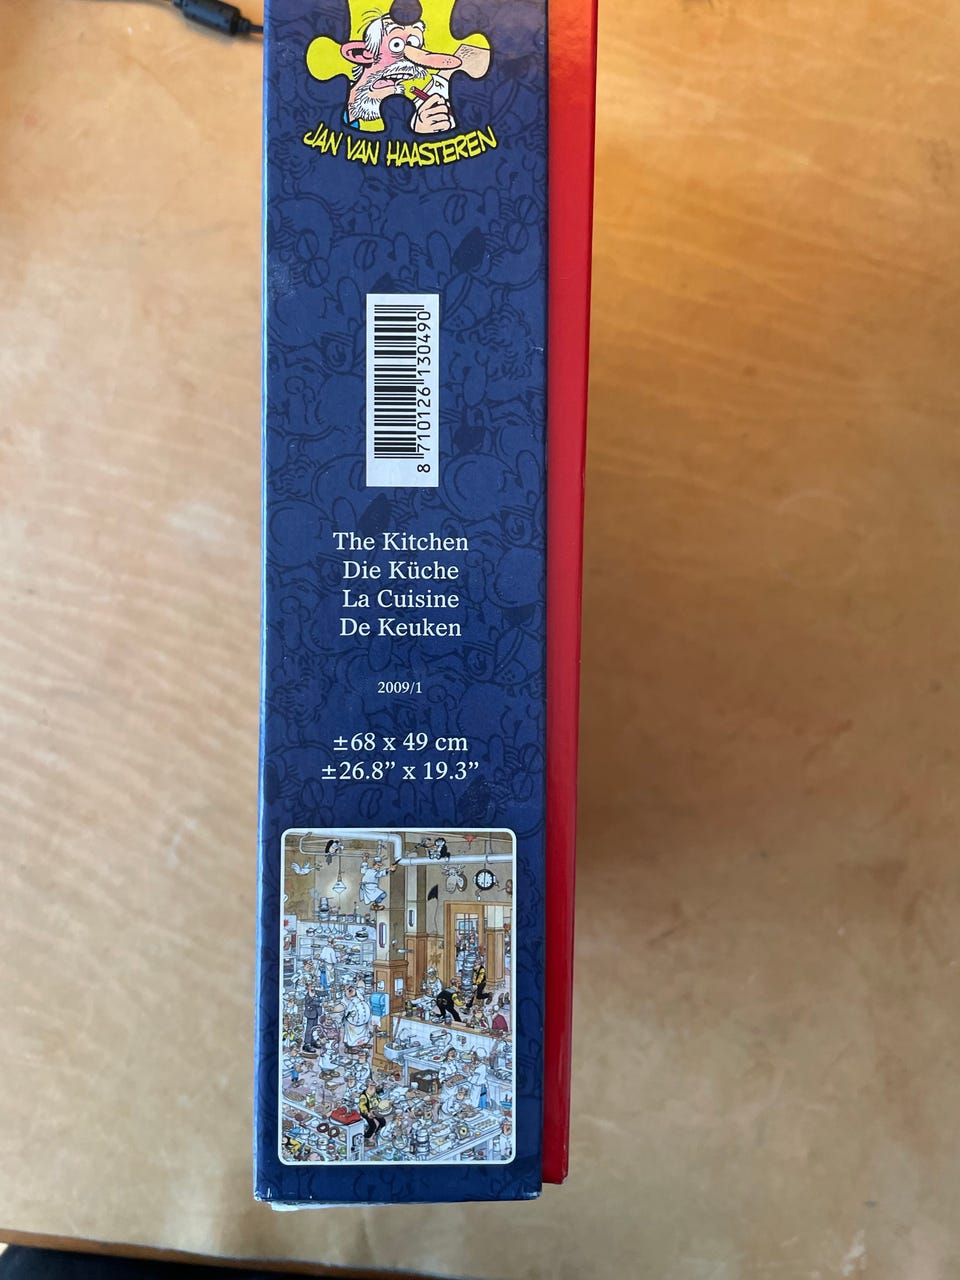 JAN VAN HAASTEREN
8 710126 130490
The Kitchen
Die Küche
La Cuisine
De Keuken
2009/1
±68 x 49 cm
±26.8” x 19.3”